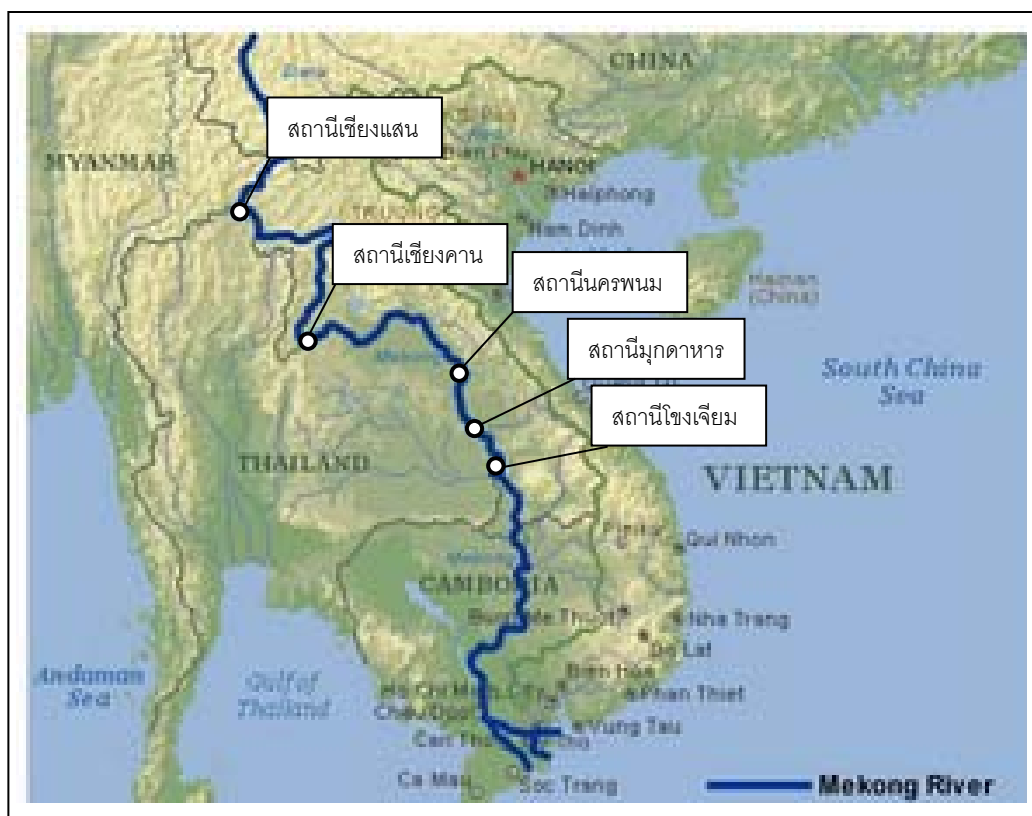 CHINA
สถานีเชียงแสน
MYANMAR
HANOI
Haiphong
Nam Dinh
สถานีเชียงคาน
สถานีนครพนม
Hainan
(China)
สถานีมุกดาหาร
South China
Sea
สถานีโขงเจียม
THAILAND
VIETNAM
Qui Nhon
CAMBODIA
Nha Trang
Da Lat
Andaman
Sea
Gulf of
Thailand
Bien Hoa
Phan Thiet
Vung Tau
Ca Mau
Soc Trang
Mekong River